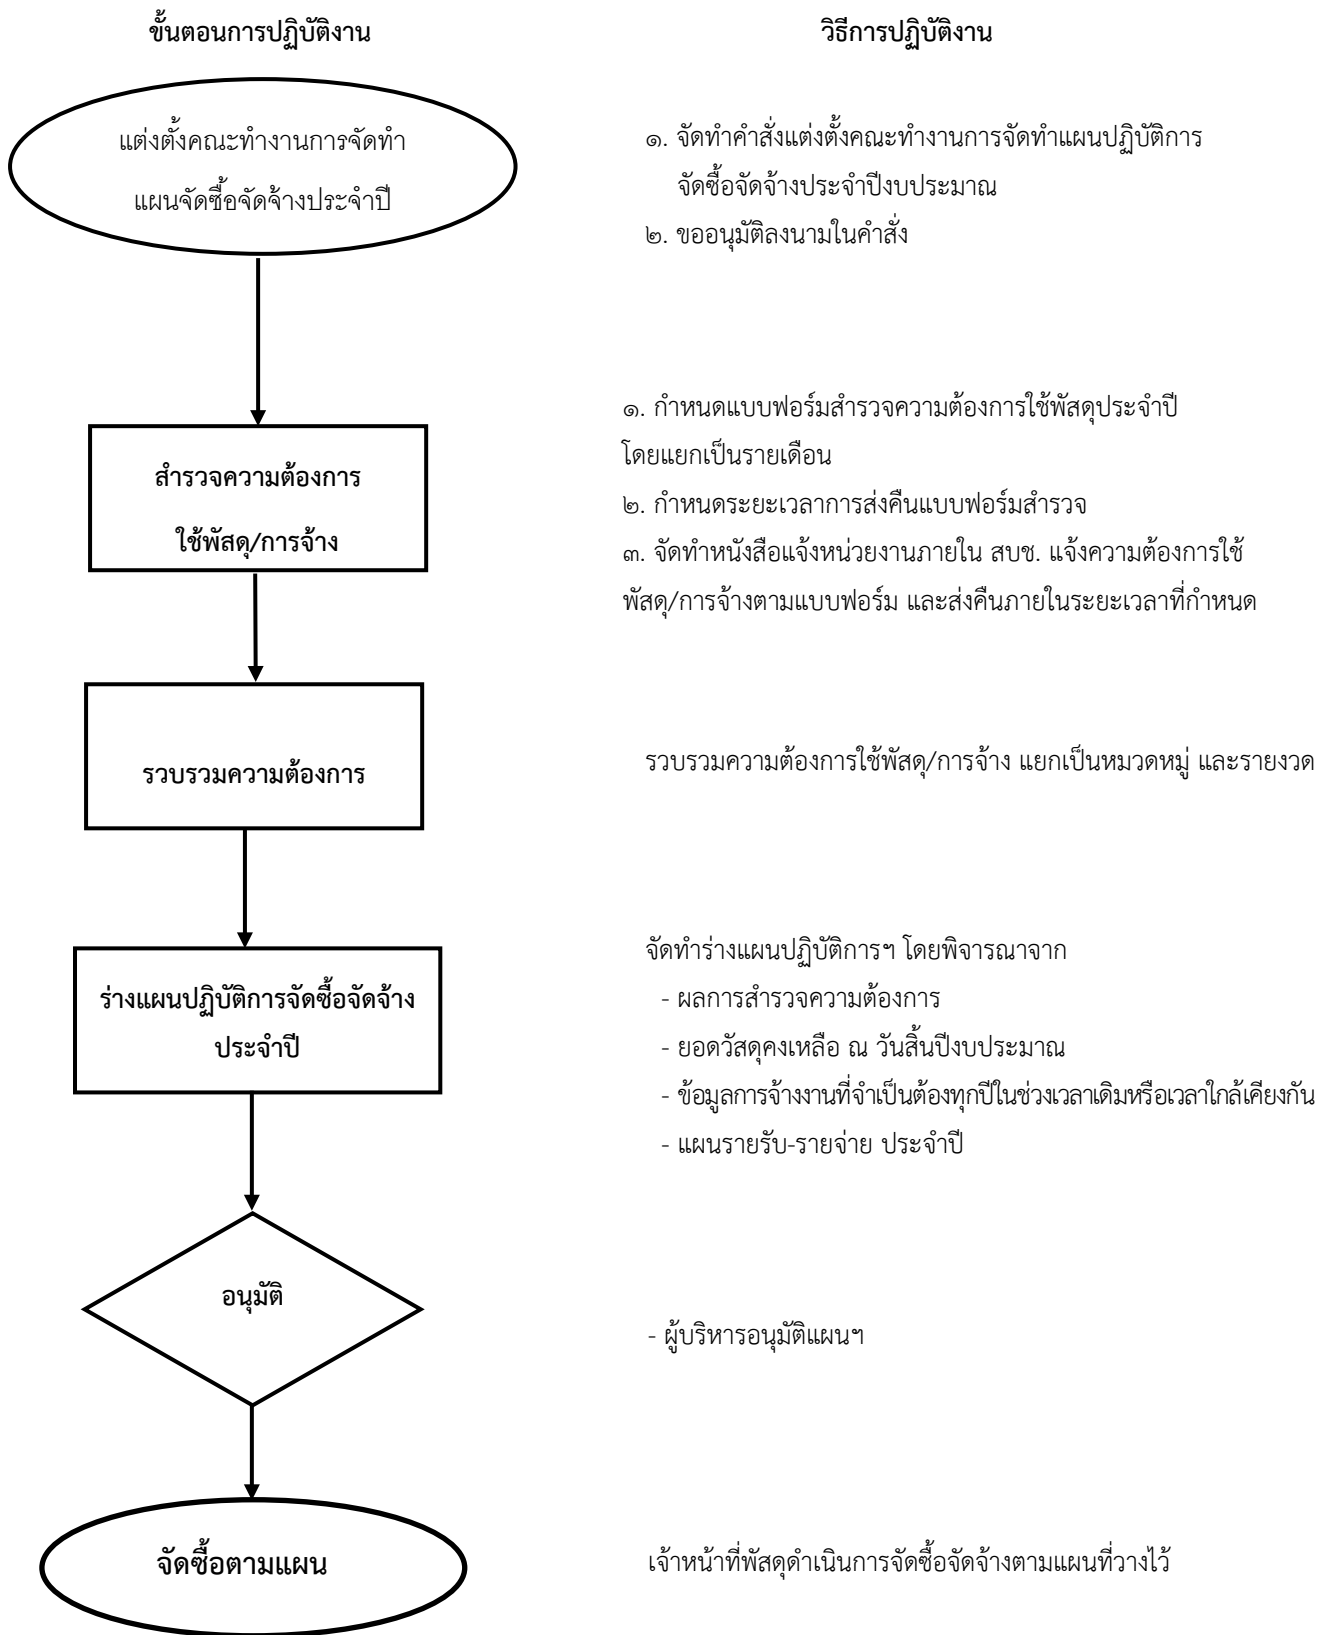 ขั้นตอนการปฏิบัติงาน
วิธีการปฏิบัติงาน
แต่งตั้งคณะทำงานการจัดทำ
แผนจัดซื้อจัดจ้างประจำปี
๑. จัดทำคำสั่งแต่งตั้งคณะทำงานการจัดทำแผนปฏิบัติการ
จัดซื้อจัดจ้างประจำปีงบประมาณ
๒. ขออนุมัติลงนามในคำสั่ง
สำรวจความต้องการ
ใช้พัสดุ/การจ้าง
๑. กำหนดแบบฟอร์มสำรวจความต้องการใช้พัสดุประจำปี
โดยแยกเป็นรายเดือน
๒. กำหนดระยะเวลาการส่งคืนแบบฟอร์มสำรวจ
๓. จัดทำหนังสือแจ้งหน่วยงานภายใน สบช. แจ้งความต้องการใช้
พัสดุ/การจ้างตามแบบฟอร์ม และส่งคืนภายในระยะเวลาที่กำหนด
รวบรวมความต้องการ
รวบรวมความต้องการใช้พัสดุ/การจ้าง แยกเป็นหมวดหมู่ และรายงวด
ร่างแผนปฏิบัติการจัดซื้อจัดจ้าง
ประจำปี
จัดทำร่างแผนปฏิบัติการฯ โดยพิจารณาจาก
- ผลการสำรวจความต้องการ
- ยอดวัสดุคงเหลือ ณ วันสิ้นปีงบประมาณ
- ข้อมูลการจ้างงานที่จำเป็นต้องทุกปีในช่วงเวลาเดิมหรือเวลาใกล้เคียงกัน
- แผนรายรับ-รายจ่าย ประจำปี
อนุมัติ
- ผู้บริหารอนุมัติแผนฯ
จัดซื้อตามแผน
เจ้าหน้าที่พัสดุดำเนินการจัดซื้อจัดจ้างตามแผนที่วางไว้